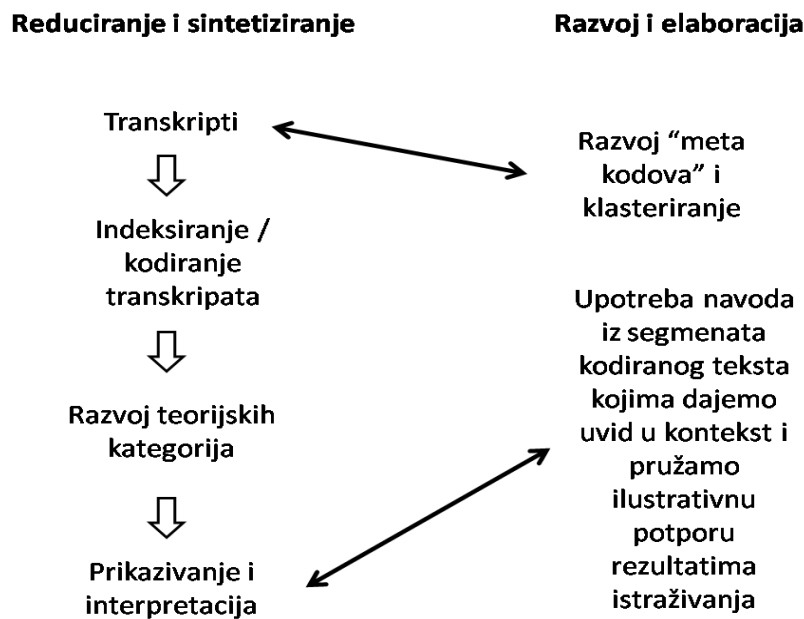 Reduciranje i sintetiziranje
Transkripti
Indeksiranje /
kodiranje
transkripata
Razvoj teorijskih
kategorija
Prikazivanje i
interpretacija
Razvoj i elaboracija
Razvoj “meta
kodova” i
klasteriranje
Upotreba navoda
iz segmenata
kodiranog teksta
kojima dajemo
uvid u kontekst i
pružamo
ilustrativnu
potporu
rezultatima
istraživanja